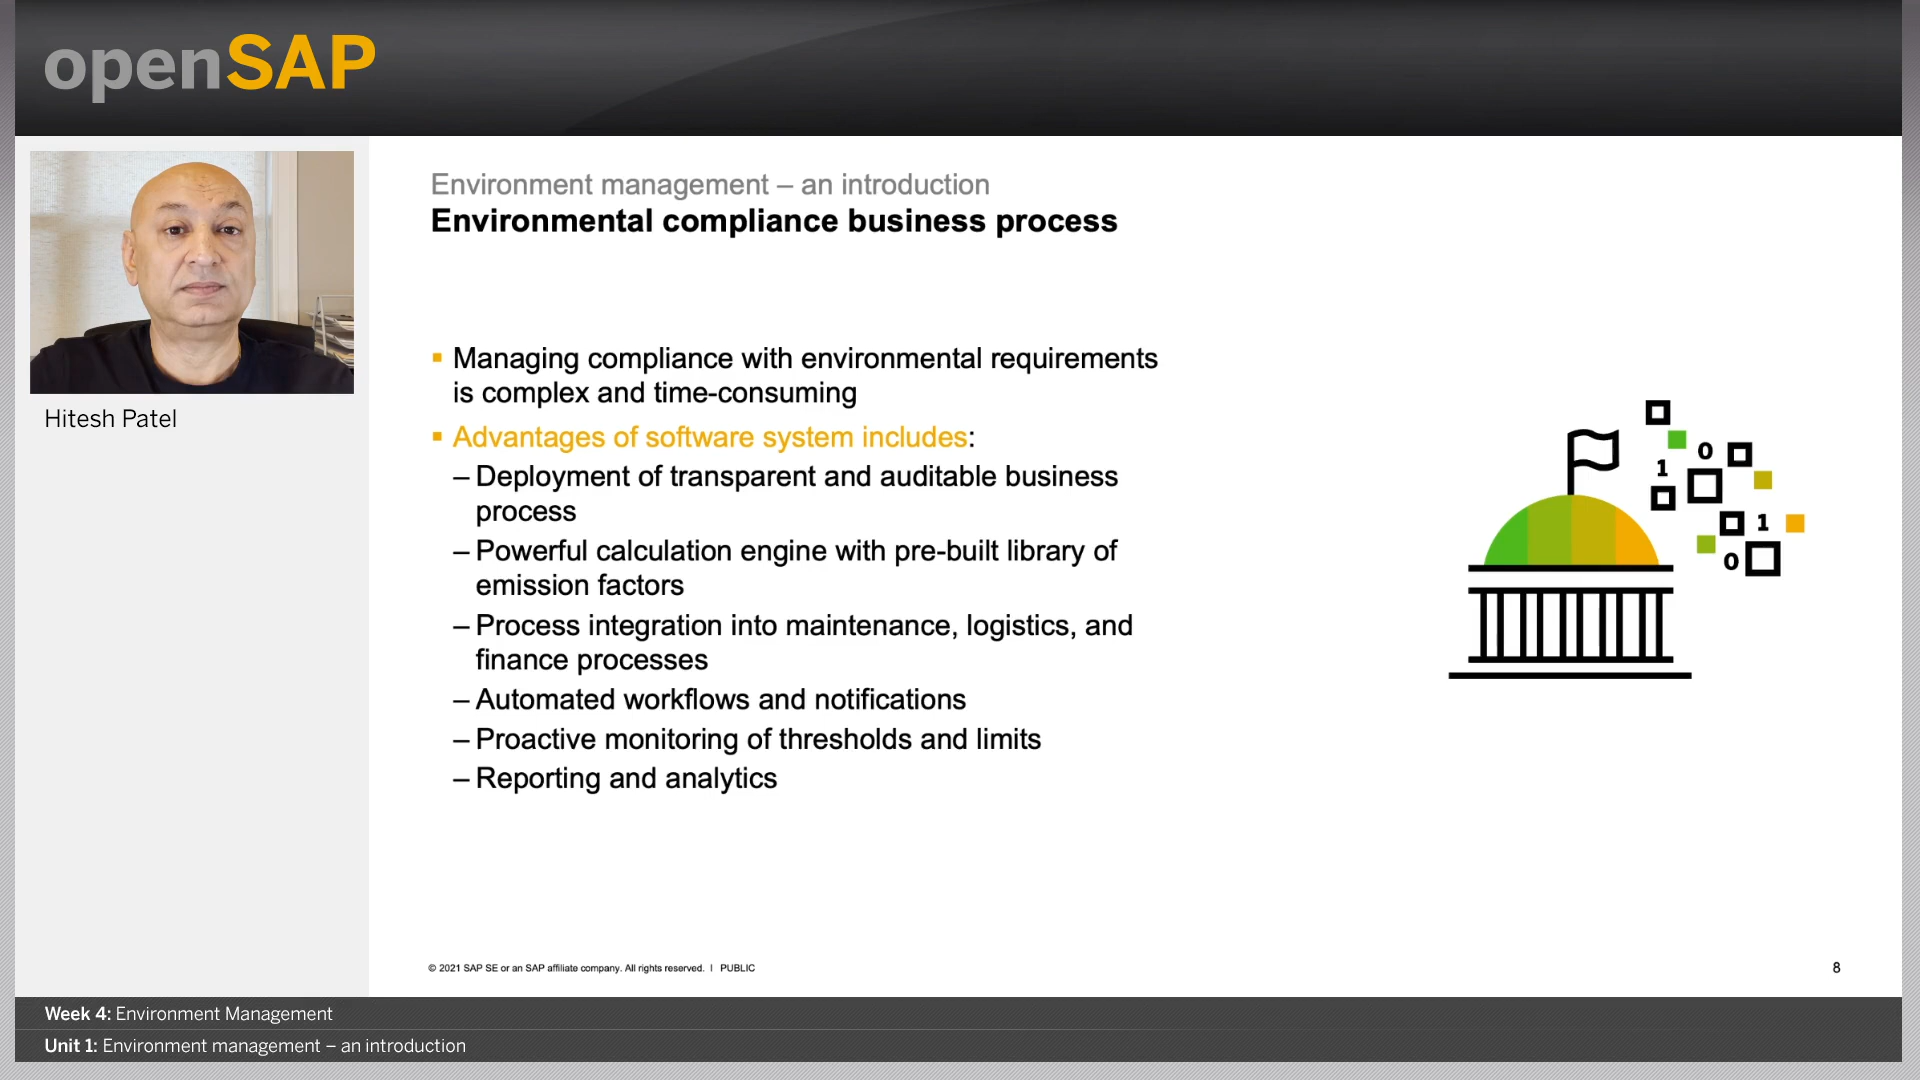 openSAP
Hitesh Patel
Environment management – an introduction
Environmental compliance business process
▪ Managing compliance with environmental requirements
is complex and time-consuming
▪ Advantages of software system includes:
– Deployment of transparent and auditable business
process
– Powerful calculation engine with pre-built library of
emission factors
– Process integration into maintenance, logistics, and
finance processes
– Automated workflows and notifications
– Proactive monitoring of thresholds and limits
– Reporting and analytics
0
1
1
0
© 2021 SAP SE or an SAP affiliate company. All rights reserved. ǀ PUBLIC
8
Week 4: Environment Management
Unit 1: Environment management – an introduction